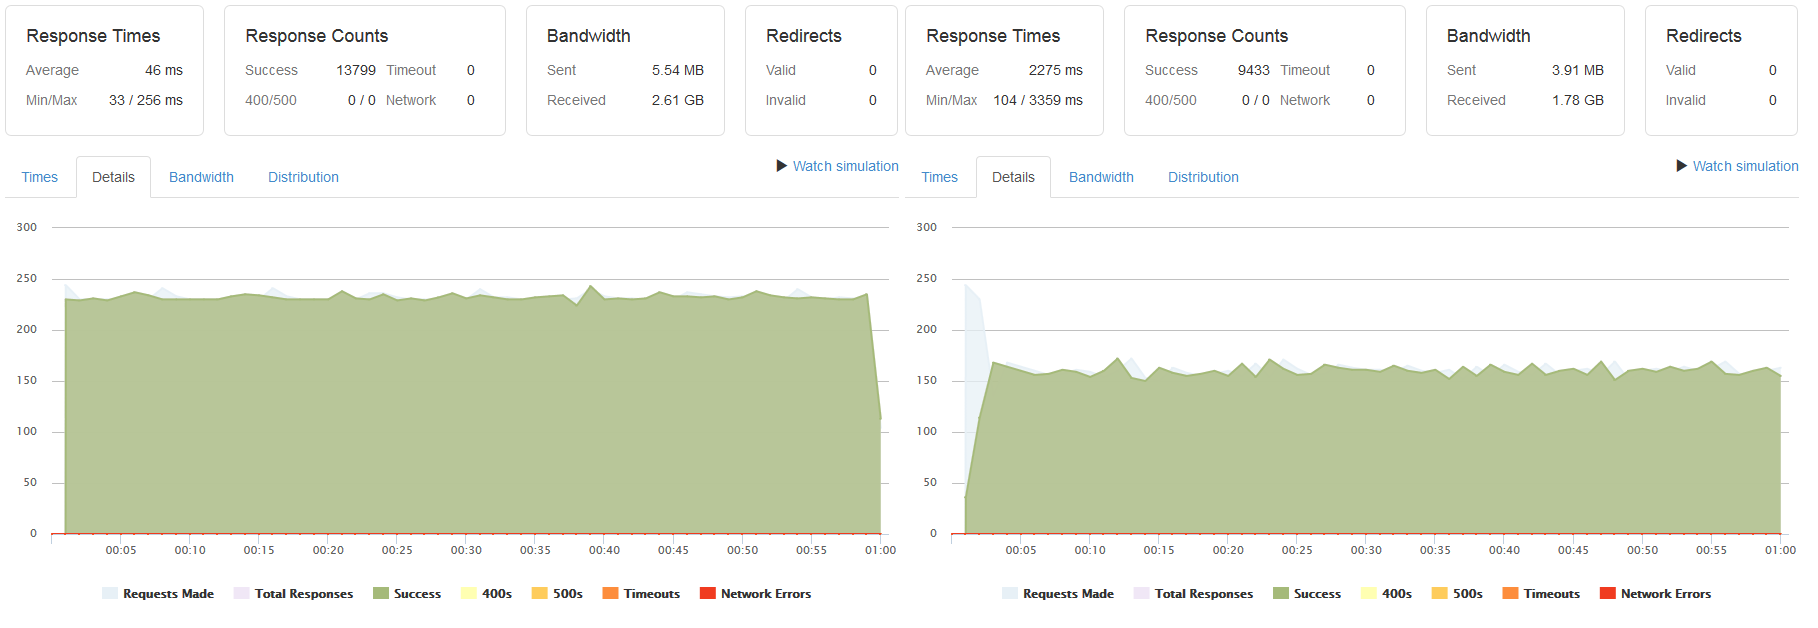 Response Times
Average 46 ms
Min/Max 33 / 256 ms
Response Counts
Success 13799 Timeout 0
400/500 0 / 0 Network 0
Bandwidth
Sent 5.54 MB
Received 2.61 GB
Redirects
Valid 0
Invalid 0
Times Details Bandwidth Distribution
Watch simulation
300
250
200
150
100
50
0
00:05 00:10 00:15 00:20 00:25 00:30 00:35 00:40 00:45 00:50 00:55 01:00
Requests Made Total Responses Success 400s 500s Timeouts Network Errors
Response Times
Average 2275 ms
Min/Max 104 / 3359 ms
Response Counts
Success 9433 Timeout 0
400/500 0 / 0 Network 0
Bandwidth
Sent 3.91 MB
Received 1.78 GB
Redirects
Valid 0
Invalid 0
Times Details Bandwidth Distribution
Watch simulation
300
250
200
150
100
50
0
00:05 00:10 00:15 00:20 00:25 00:30 00:35 00:40 00:45 00:50 00:55 01:00
Requests Made Total Responses Success 400s 500s Timeouts Network Errors